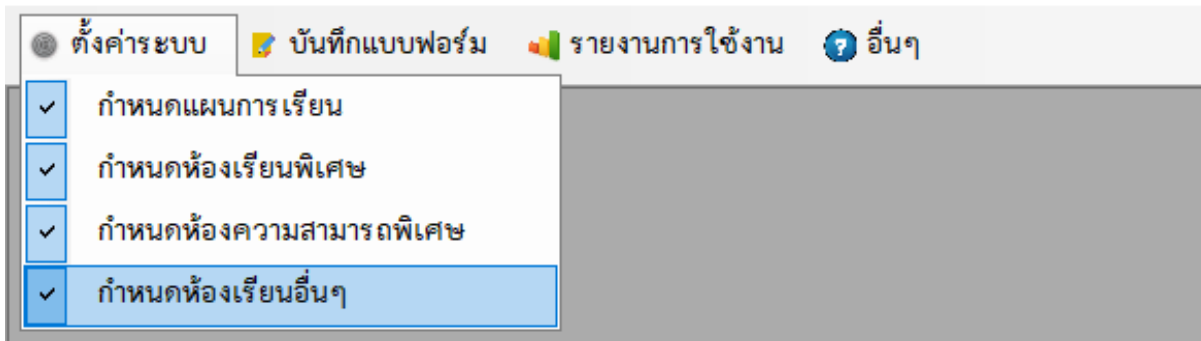 ตั้งค่าระบบ บันทึกแบบฟอร์ม รายงานการใช้งาน อื่นๆ
กำหนดแผนการเรียน
กำหนดห้องเรียนพิเศษ
กำหนดห้องความสามารถพิเศษ
กำหนดห้องเรียนอื่นๆ